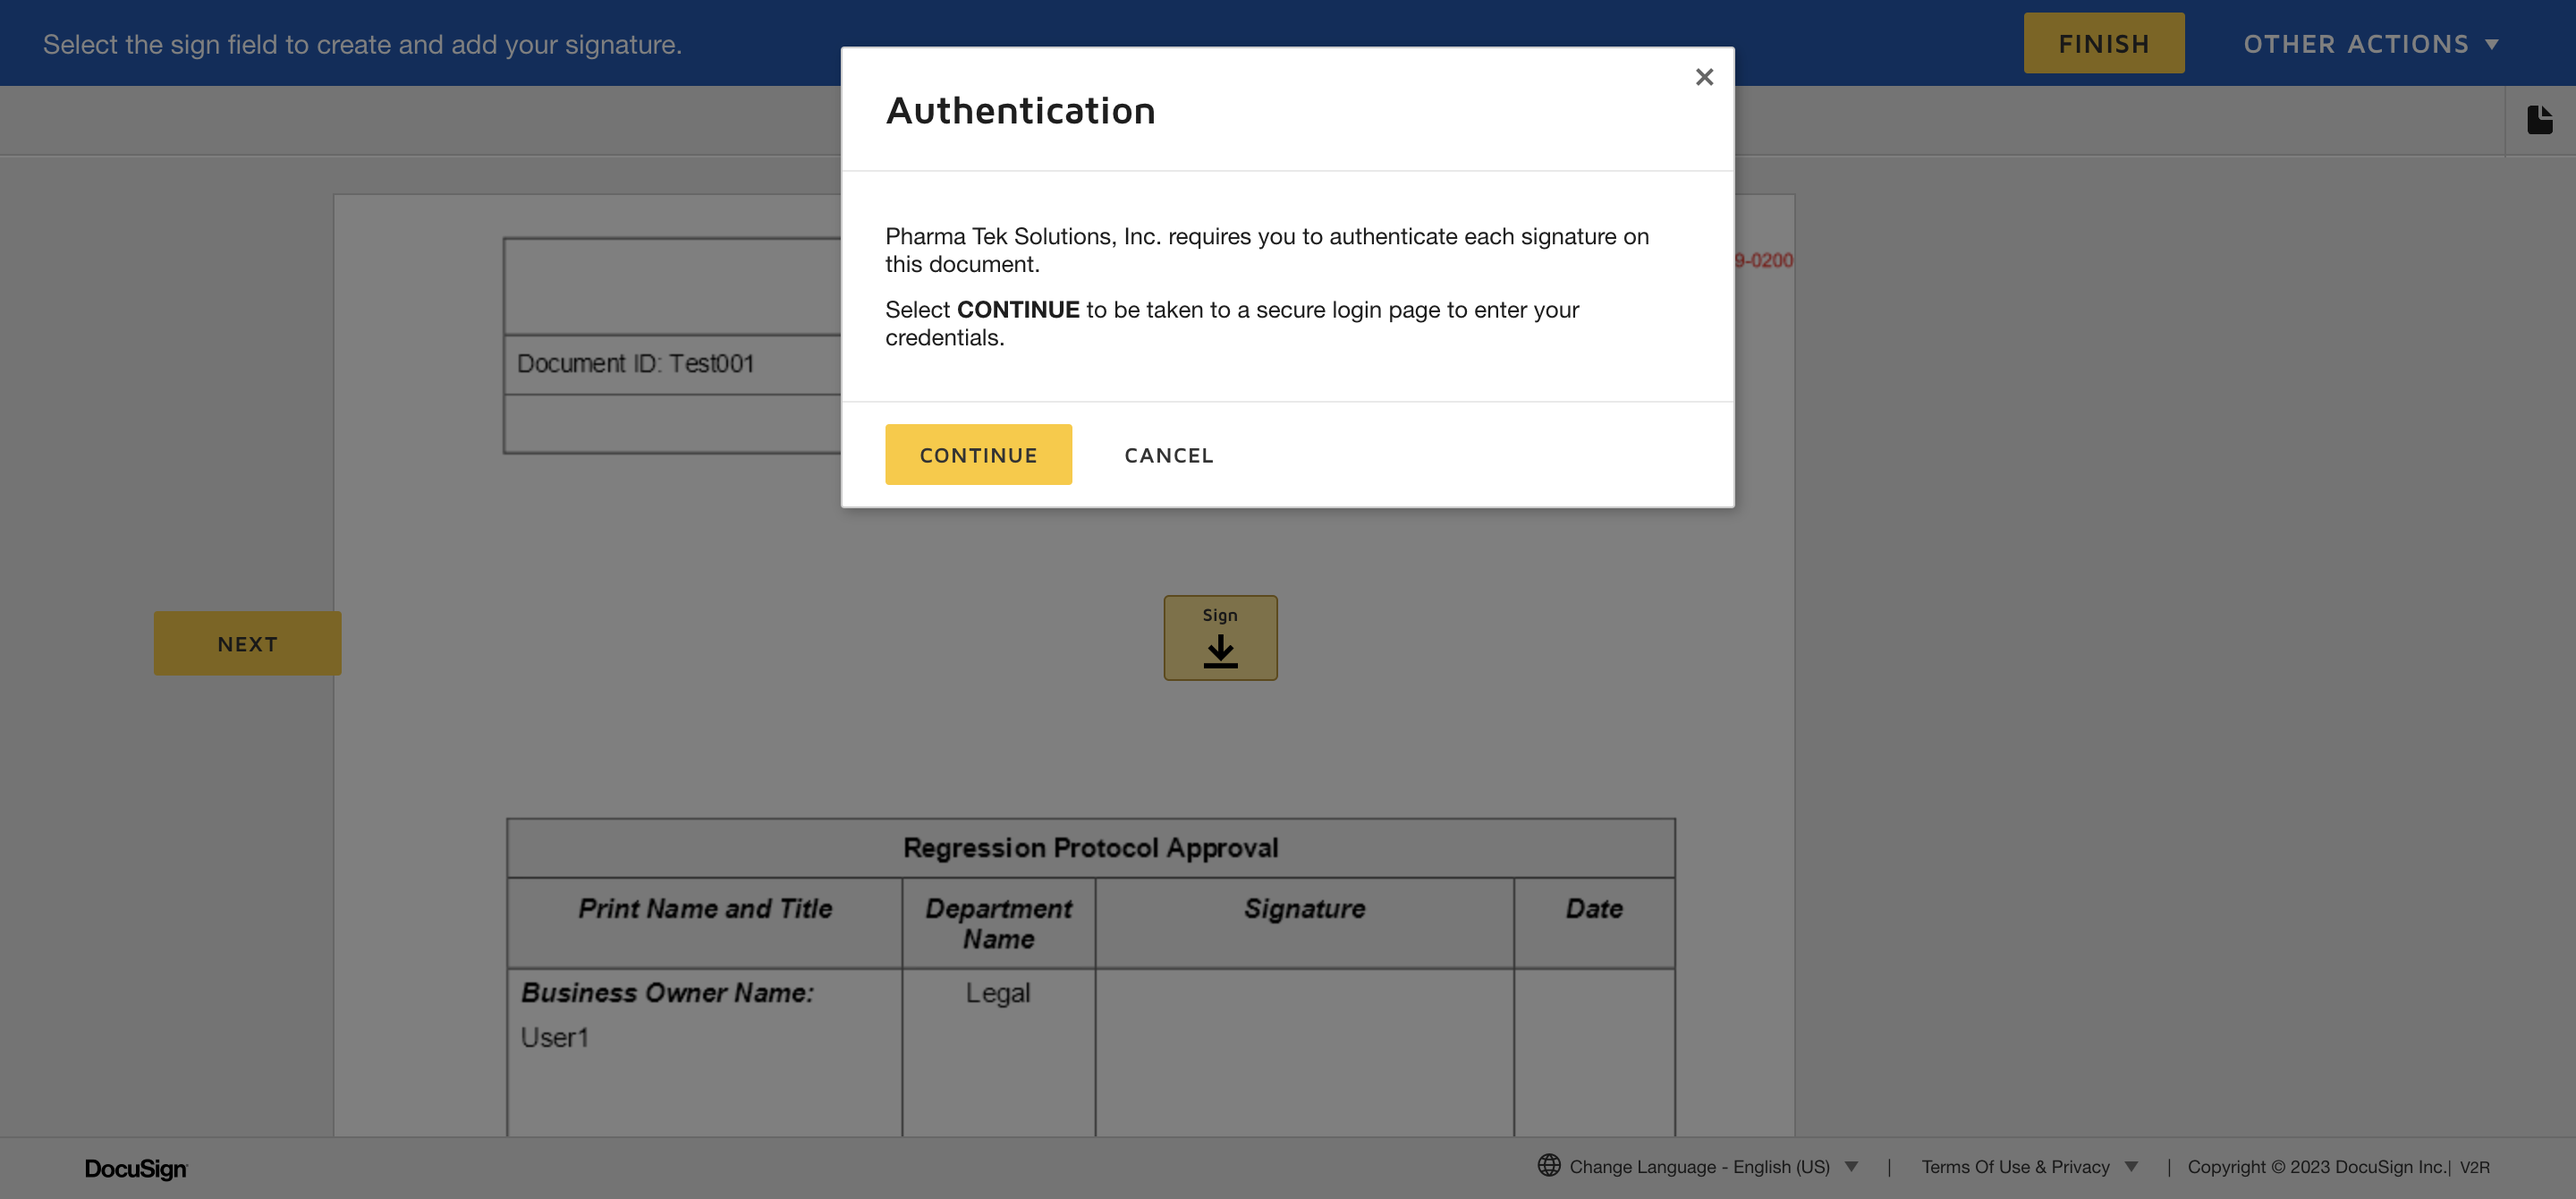 Select the sign field to create and add your signature.
FINISH
OTHER ACTIONS
Authentication
Pharma Tek Solutions, Inc. requires you to authenticate each signature on
this document.
Select CONTINUE to be taken to a secure login page to enter your
credentials.
CONTINUE
CANCEL
9-0200
Document ID: Test001
NEXT
Sign
Regression Protocol Approval
Print Name and Title
Department
Name
Signature
Date
Business Owner Name:
Legal
User1
DocuSign
Change Language - English (US)
|
Terms Of Use & Privacy
|
Copyright © 2023 DocuSign Inc.| V2R